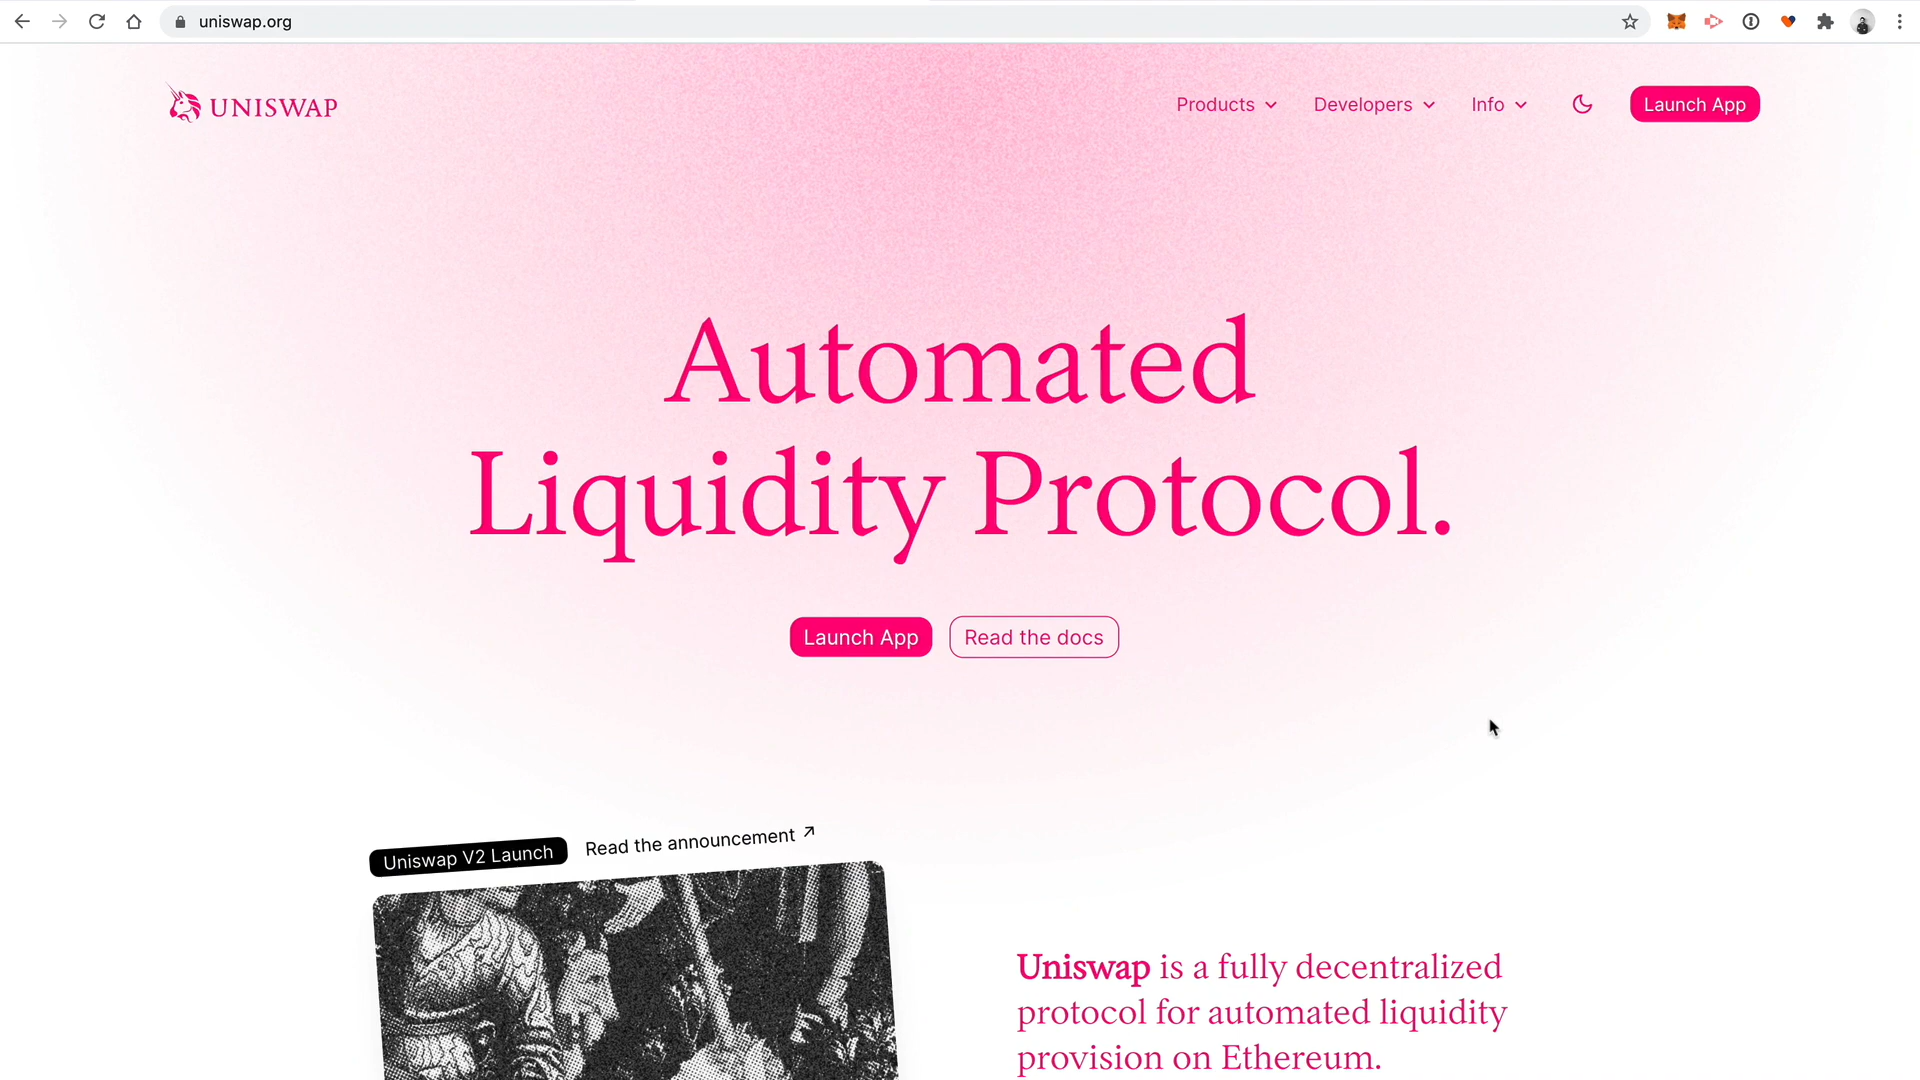 uniswap.org
UNISWAP
Products
Developers
Info
Launch App
Automated
Liquidity Protocol.
Launch App
Read the docs
Uniswap V2 Launch
Read the announcement ↗
Uniswap is a fully decentralized
protocol for automated liquidity
provision on Ethereum.